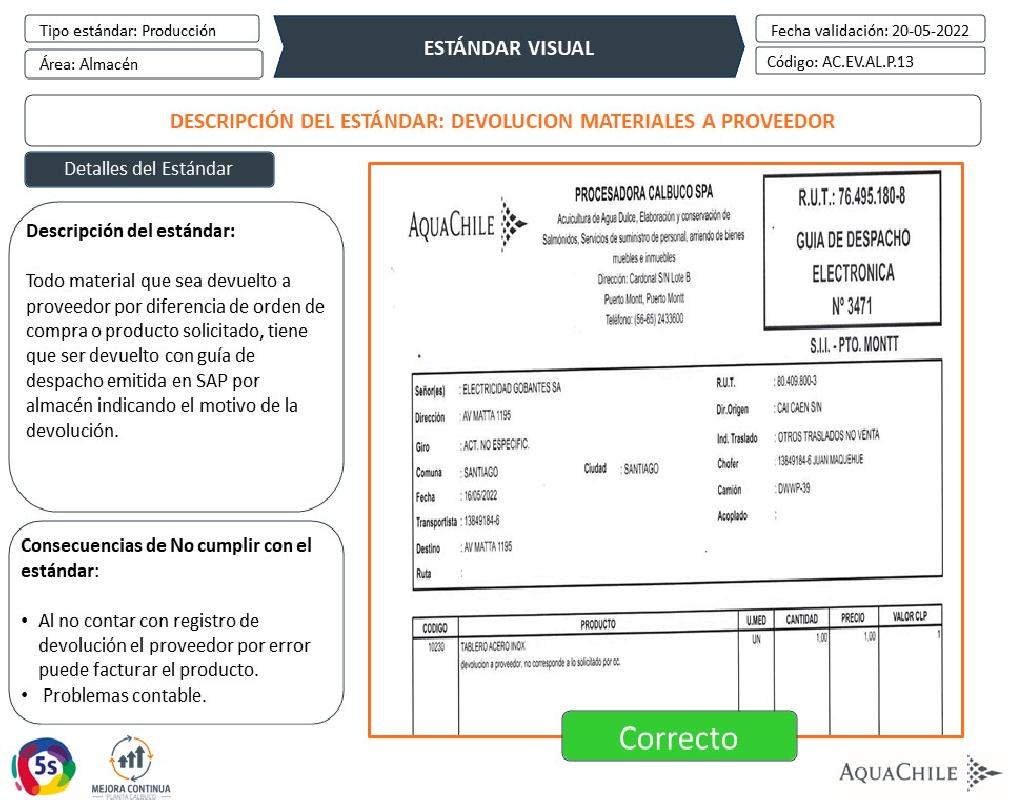 Tipo estándar: Producción
Área: Almacén
ESTÁNDAR VISUAL
Fecha validación: 20-05-2022
Código: AC.EV.AL.P.13
DESCRIPCIÓN DEL ESTÁNDAR: DEVOLUCION MATERIALES A PROVEEDOR
Detalles del Estándar
Descripción del estándar:
Todo material que sea devuelto a
proveedor por diferencia de orden de
compra o producto solicitado, tiene
que ser devuelto con guía de
despacho emitida en SAP por
almacén indicando el motivo de la
devolución.
Consecuencias de No cumplir con el
estándar:
• Al no contar con registro de
devolución el proveedor por error
puede facturar el producto.
• Problemas contable.
AQUACHILE
PROCESADORA CALBUCO SPA
Acuicultura de Agua Dulce, Elaboración y conservación de
Salmónidos, Servicios de suministro de personal, arriendo de bienes
muebles e inmuebles
Dirección: Cardonal S/N Lote B
Puerto Montt, Puerto Montt
Teléfono: (56-65) 2433600
R.U.T.: 76.495.180-8
GUIA DE DESPACHO
ELECTRONICA
Nº 3471
S.I.I. - PTO. MONTT
Señor(es) : ELECTRICIDAD GOBANTES SA
Dirección : AV MATTA 1195
Giro : ACT. NO ESPECIFIC.
Comuna : SANTIAGO
Ciudad : SANTIAGO
Fecha : 16/05/2022
Transportista : 13849184-6
Destino : AV MATTA 1195
Ruta :
R.U.T. : 80.409.800-3
Dir.Origen : CAII CAEN S/N
Ind. Traslado : OTROS TRASLADOS NO VENTA
Chofer : 13849184-6 JUAN MAQUEHUE
Camión : DWWP-39
Acoplado :
CODIGO PRODUCTO U.MED CANTIDAD PRECIO VALOR CLP
10230 TABLERO ACERIO INOX. UN 1,00 1,00 1
devolucion a proveedor, no corresponde a lo solicitado por oc.
Correcto
5s
MEJORA CONTINUA
PLANTA CALBUCO
AQUACHILE